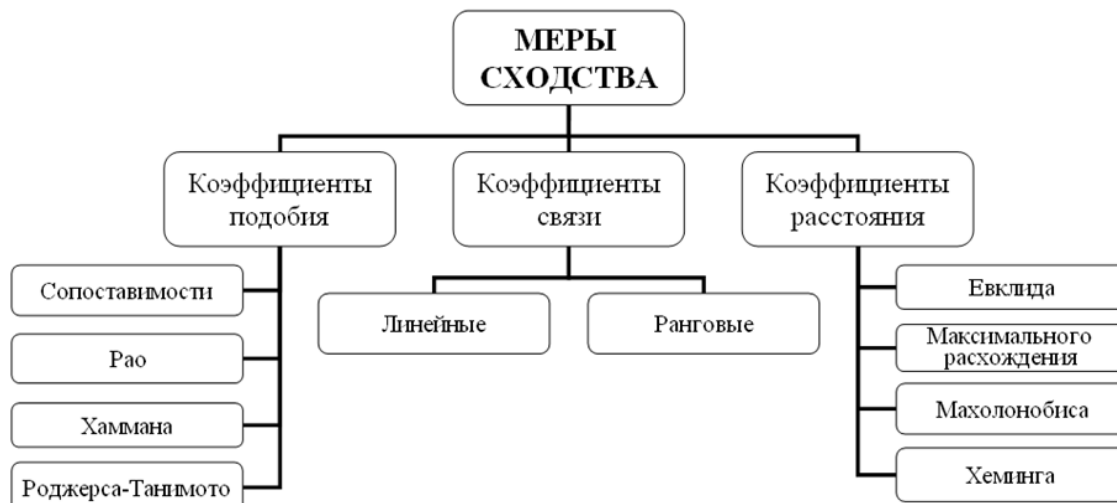 МЕРЫ
СХОДСТВА
Коэффициенты
подобия
Коэффициенты
связи
Коэффициенты
расстояния
Сопоставимости
Рао
Хаммана
Роджерса-Танимото
Линейные
Ранговые
Евклида
Максимального
расхождения
Махолонобиса
Хеминга